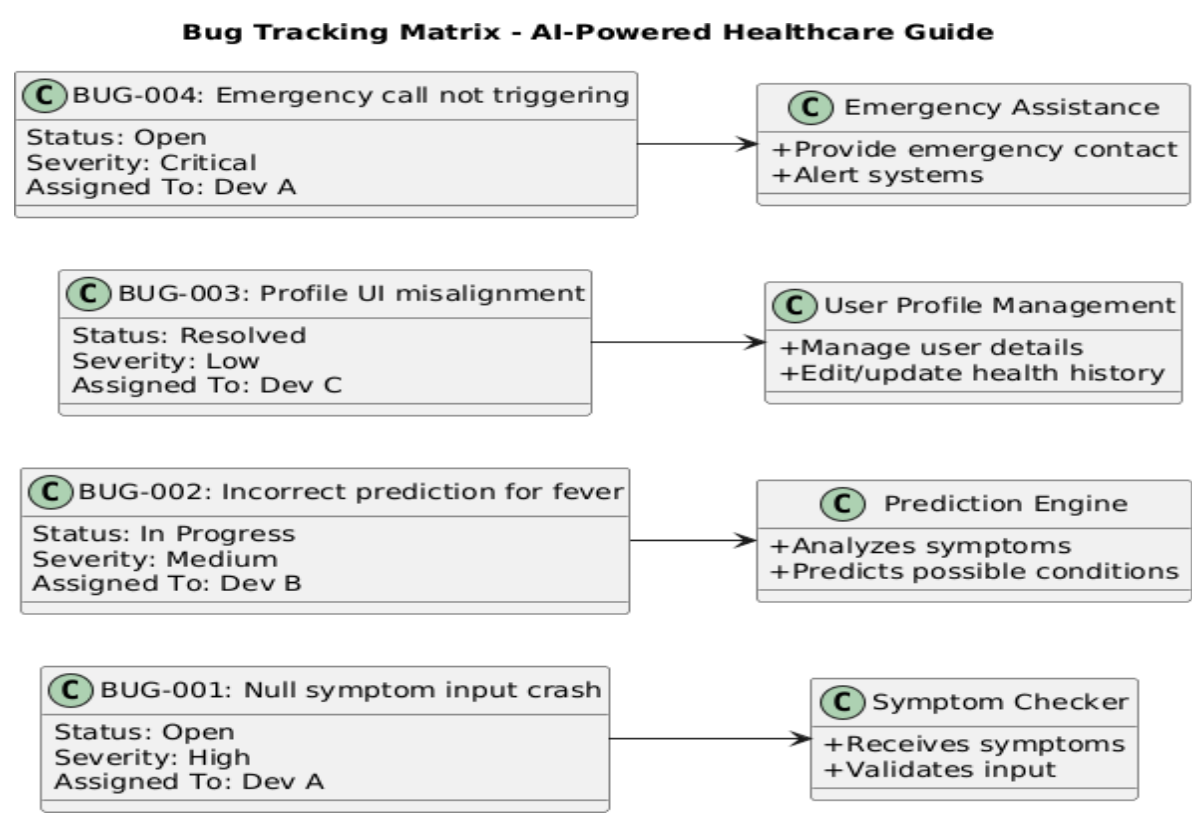 Bug Tracking Matrix - AI-Powered Healthcare Guide
C BUG-004: Emergency call not triggering
Status: Open
Severity: Critical
Assigned To: Dev A
C Emergency Assistance
+Provide emergency contact
+Alert systems
C BUG-003: Profile UI misalignment
Status: Resolved
Severity: Low
Assigned To: Dev C
C User Profile Management
+Manage user details
+Edit/update health history
C BUG-002: Incorrect prediction for fever
Status: In Progress
Severity: Medium
Assigned To: Dev B
C Prediction Engine
+Analyzes symptoms
+Predicts possible conditions
C BUG-001: Null symptom input crash
Status: Open
Severity: High
Assigned To: Dev A
C Symptom Checker
+Receives symptoms
+Validates input